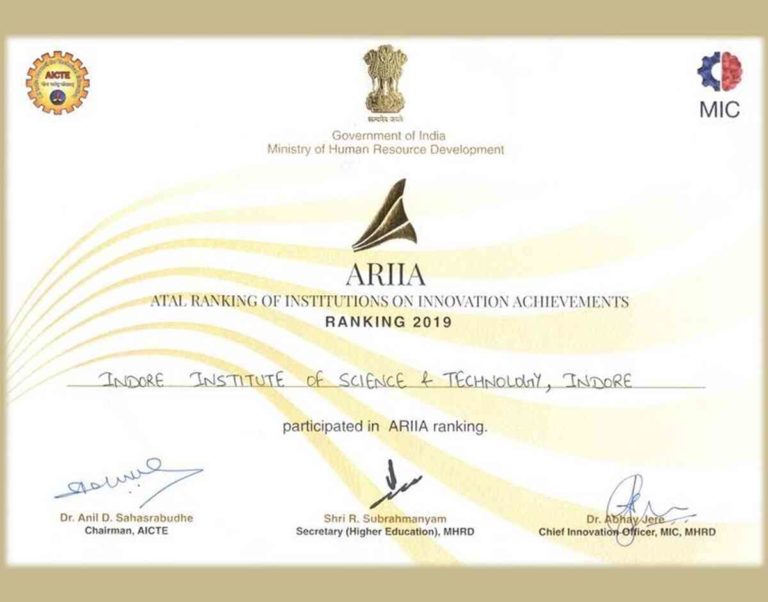 AICTE
MIC
सत्यमेव जयते
Government of India
Ministry of Human Resource Development
ARIIA
ATAL RANKING OF INSTITUTIONS ON INNOVATION ACHIEVEMENTS
RANKING 2019
INDORE INSTITUTE OF SCIENCE & TECHNOLOGY, INDORE
participated in ARIIA ranking.
Dr. Anil D. Sahasrabudhe
Chairman, AICTE
Shri R. Subrahmanyam
Secretary (Higher Education), MHRD
Dr. Abhay Jere
Chief Innovation Officer, MIC, MHRD